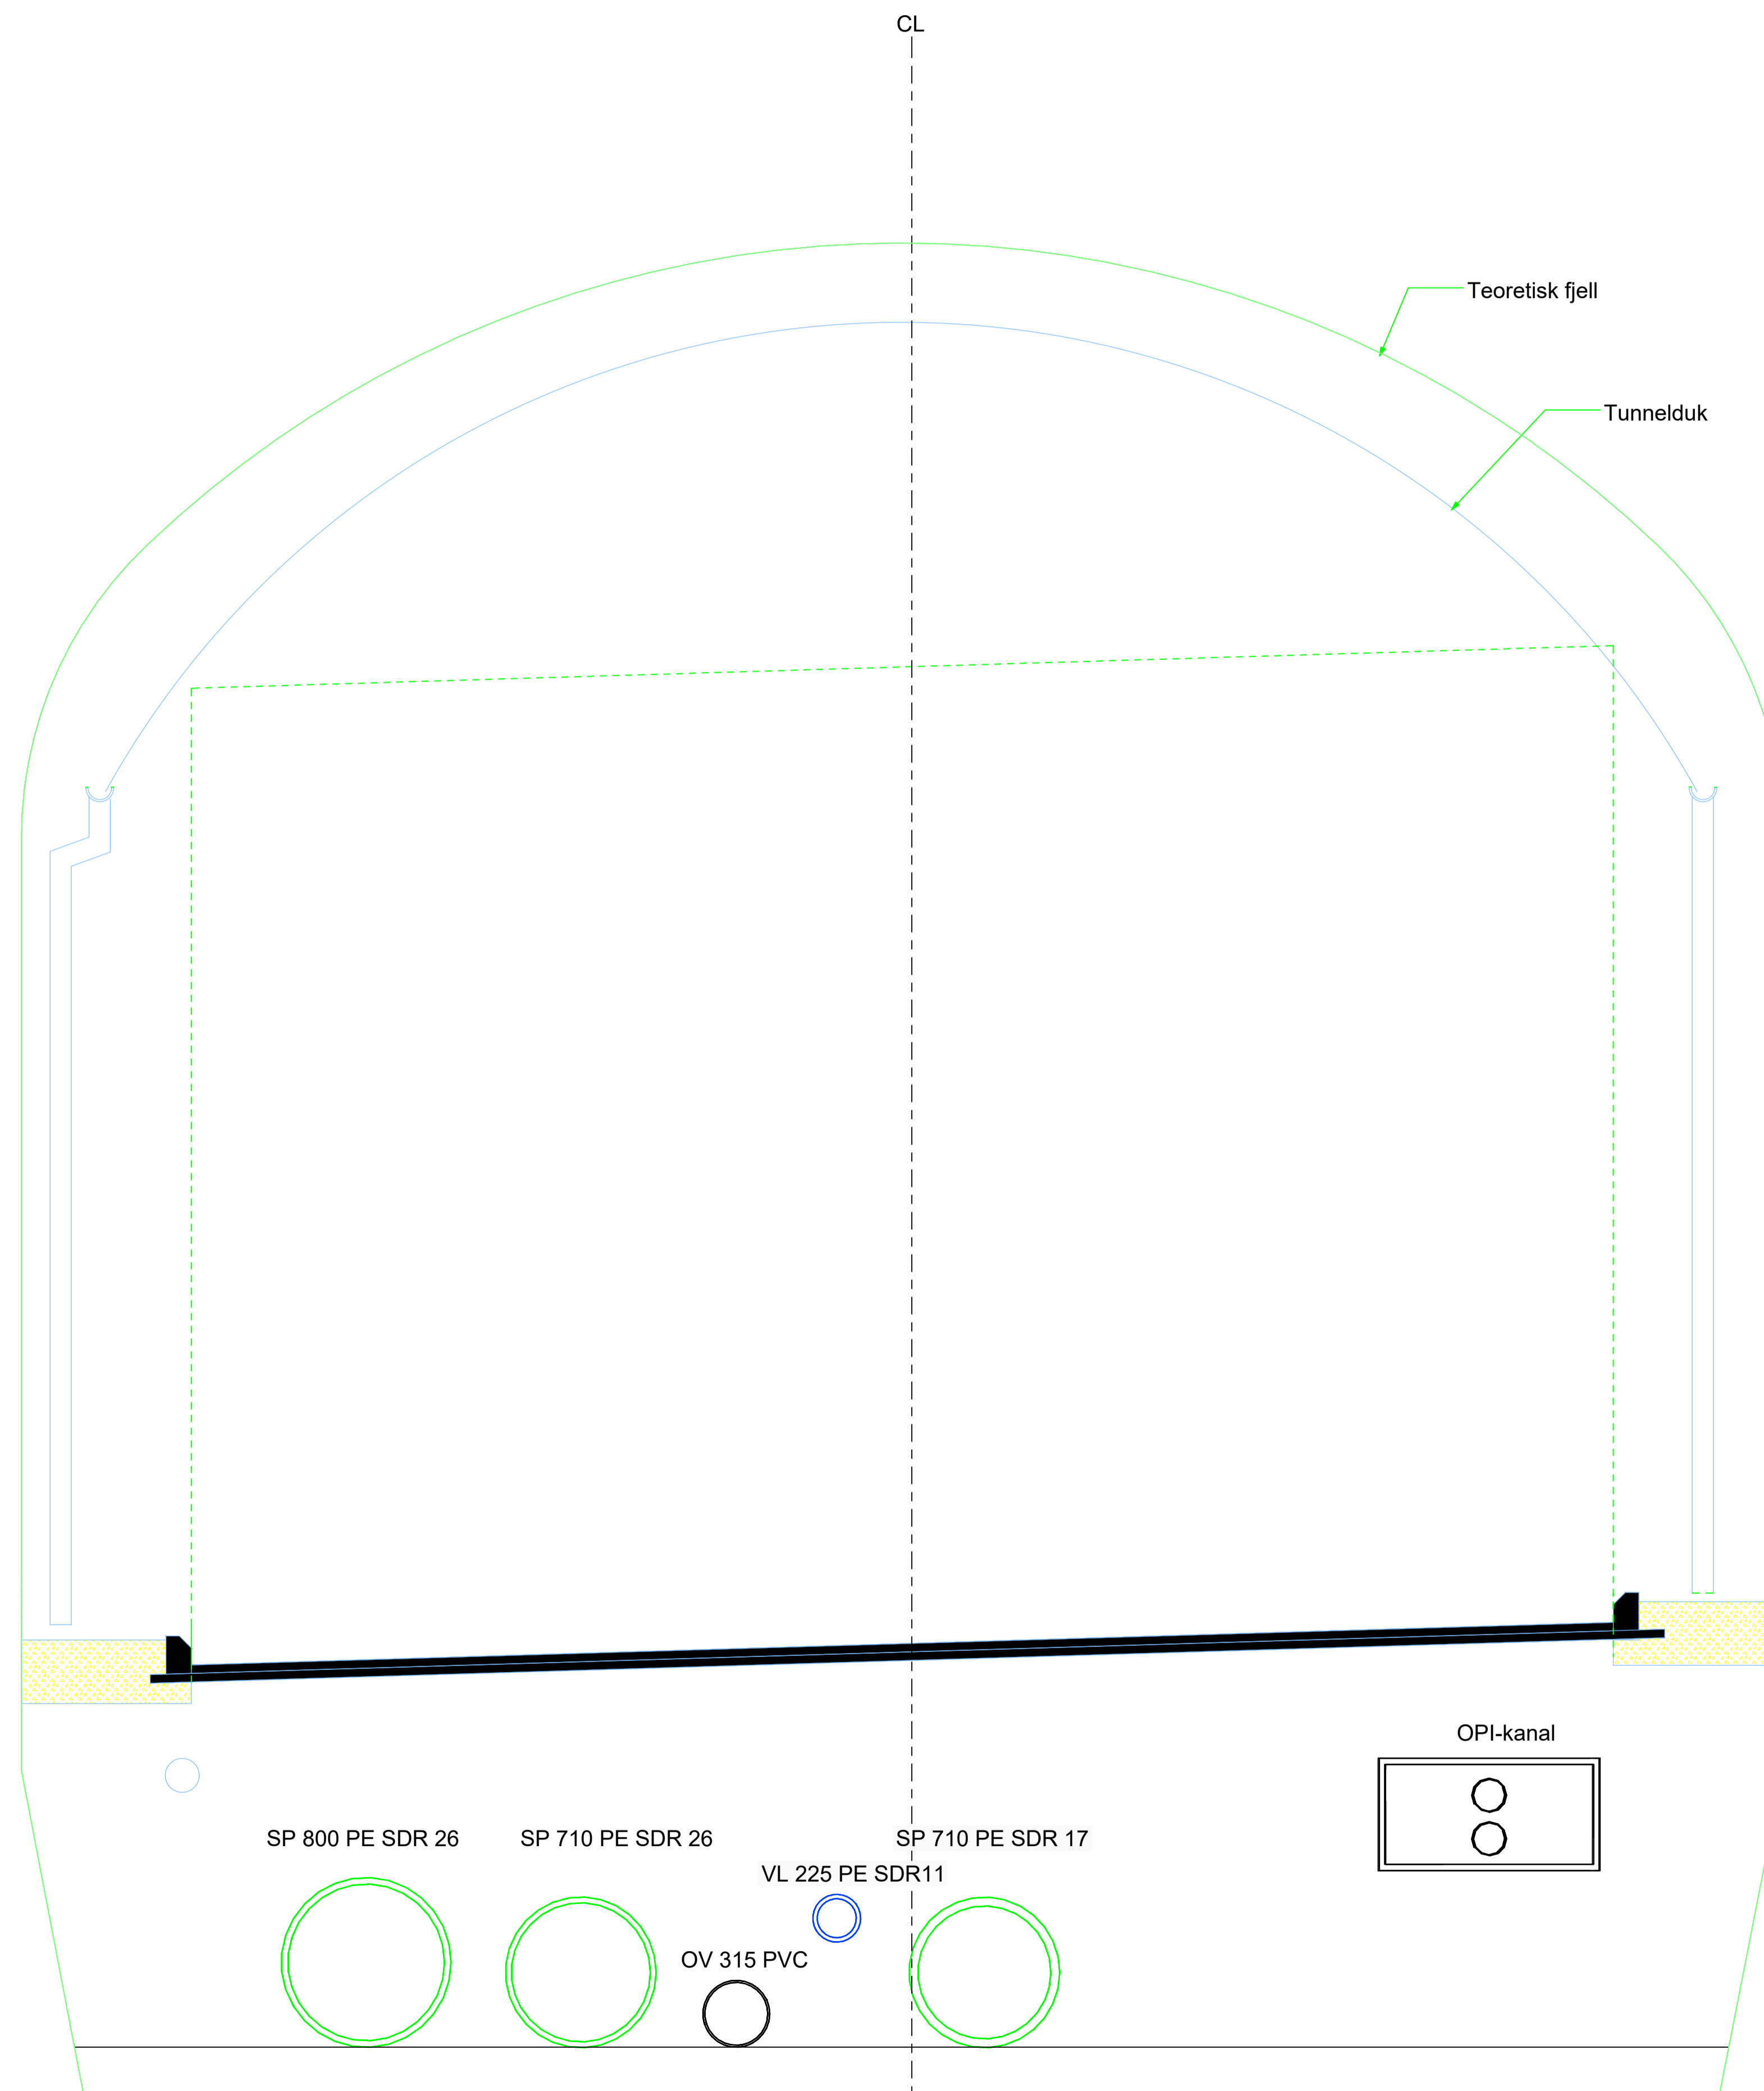 CL
Teoretisk fjell
Tunnelduk
OPI-kanal
SP 800 PE SDR 26
SP 710 PE SDR 26
SP 710 PE SDR 17
VL 225 PE SDR11
OV 315 PVC